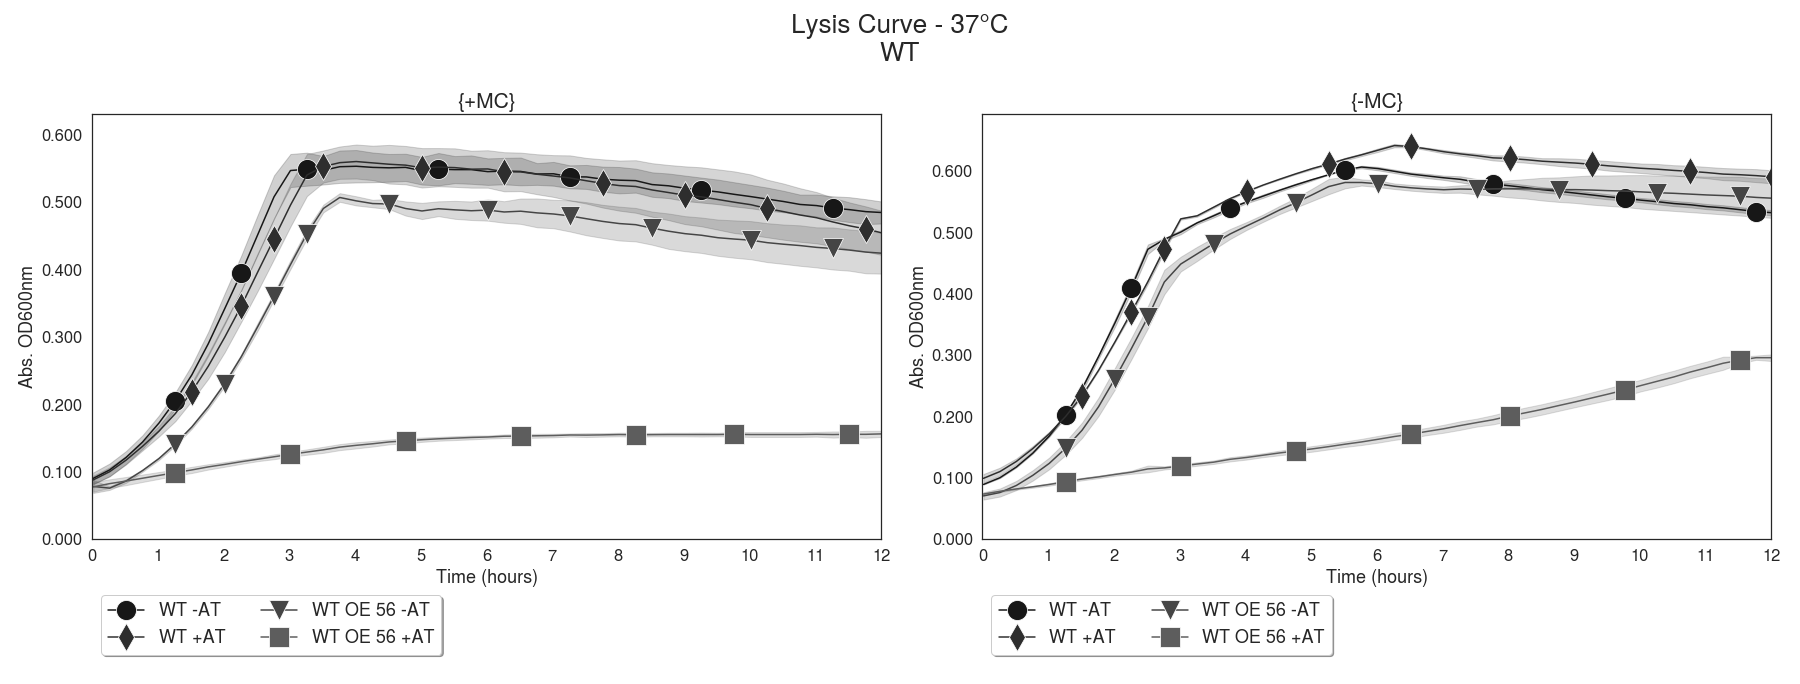 Lysis Curve - 37°C
WT
{+MC}
0.600
0.500
0.400
0.300
0.200
0.100
0.000
Abs. OD600nm
0 1 2 3 4 5 6 7 8 9 10 11 12
Time (hours)
WT -AT
WT +AT
WT OE 56 -AT
WT OE 56 +AT
{-MC}
0.600
0.500
0.400
0.300
0.200
0.100
0.000
Abs. OD600nm
0 1 2 3 4 5 6 7 8 9 10 11 12
Time (hours)
WT -AT
WT +AT
WT OE 56 -AT
WT OE 56 +AT